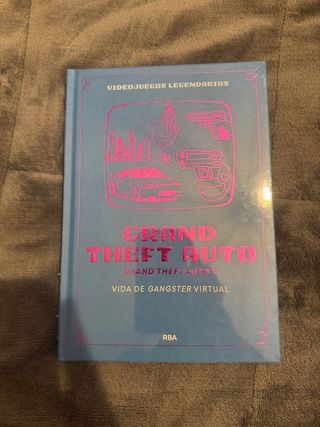 VIDEOJUEGOS LEGENDARIOS
GRAND
THEFT AUTO
GRAND THEFT AUTO V
VIDA DE GANGSTER VIRTUAL
RBA